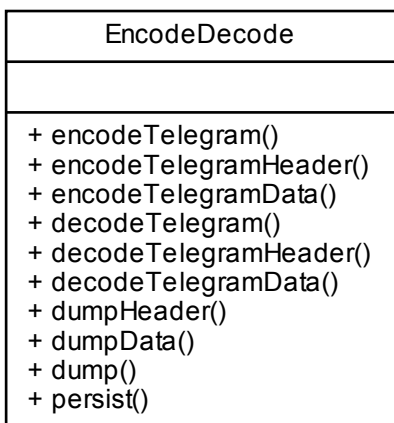 EncodeDecode
+ encodeTelegram()
+ encodeTelegramHeader()
+ encodeTelegramData()
+ decodeTelegram()
+ decodeTelegramHeader()
+ decodeTelegramData()
+ dumpHeader()
+ dumpData()
+ dump()
+ persist()